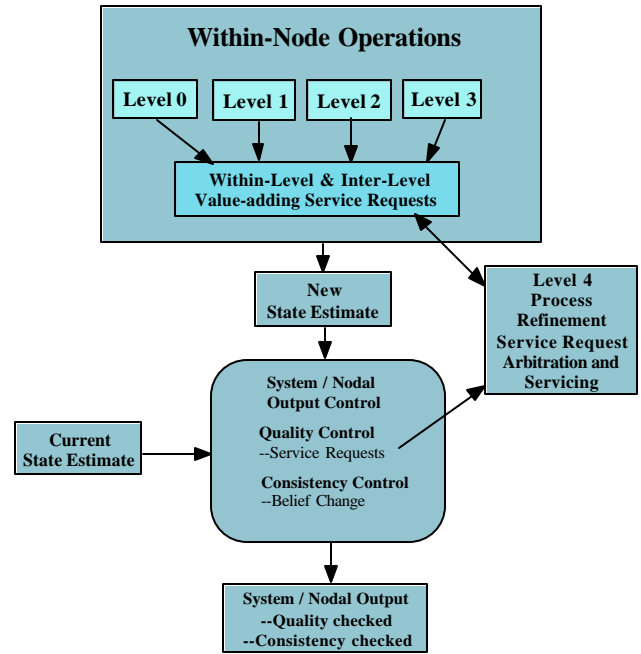 Within-Node Operations
Level 0
Level 1
Level 2
Level 3
Within-Level & Inter-Level
Value-adding Service Requests
New
State Estimate
Level 4
Process
Refinement
Service Request
Arbitration and
Servicing
System / Nodal
Output Control
Quality Control
--Service Requests
Consistency Control
--Belief Change
Current
State Estimate
System / Nodal Output
--Quality checked
--Consistency checked